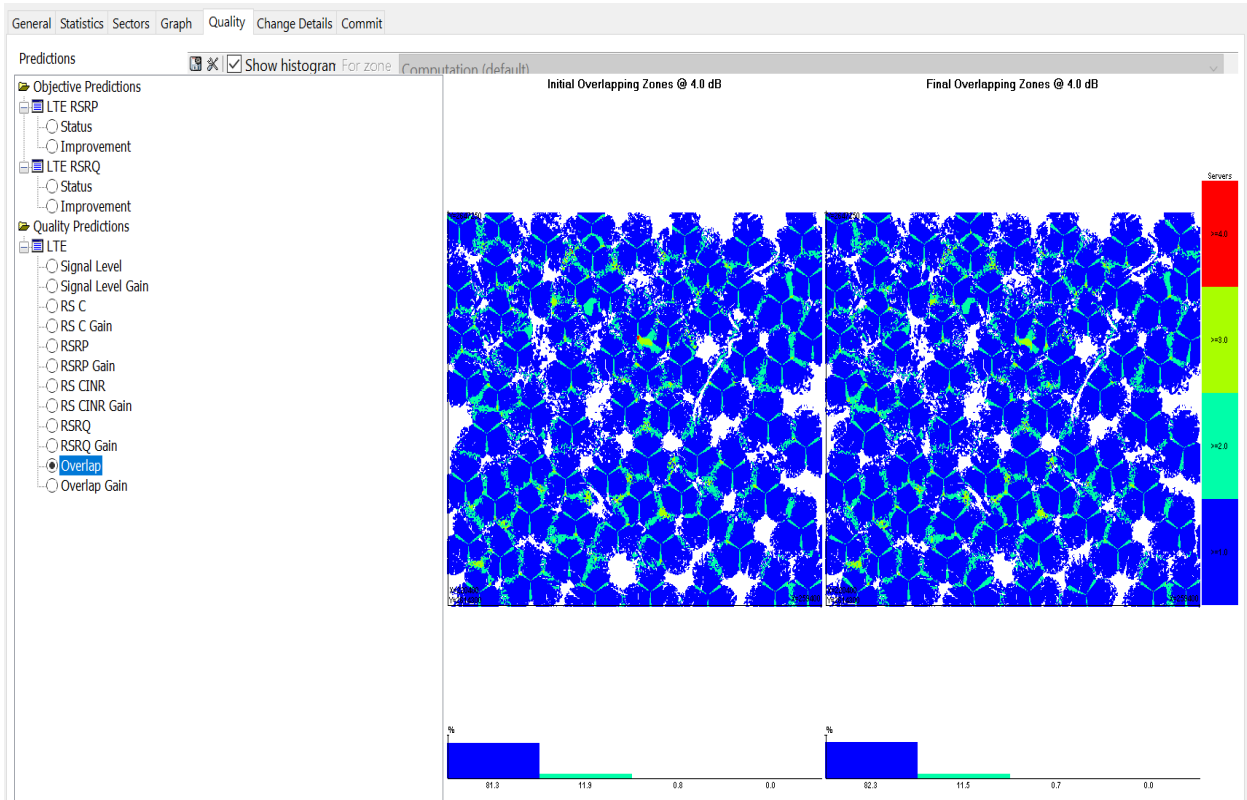 General Statistics Sectors Graph Quality Change Details Commit
Predictions
Show histogran For zone Computation (default)
Objective Predictions
LTE RSRP
Status
Improvement
LTE RSRQ
Status
Improvement
Quality Predictions
LTE
Signal Level
Signal Level Gain
RS C
RS C Gain
RSRP
RSRP Gain
RS CINR
RS CINR Gain
RSRQ
RSRQ Gain
Overlap
Overlap Gain
Initial Overlapping Zones @ 4.0 dB
Final Overlapping Zones @ 4.0 dB
Servers
>=4.0
>=3.0
>=2.0
>=1.0
%
81.3 11.9 0.8 0.0
%
82.3 11.5 0.7 0.0